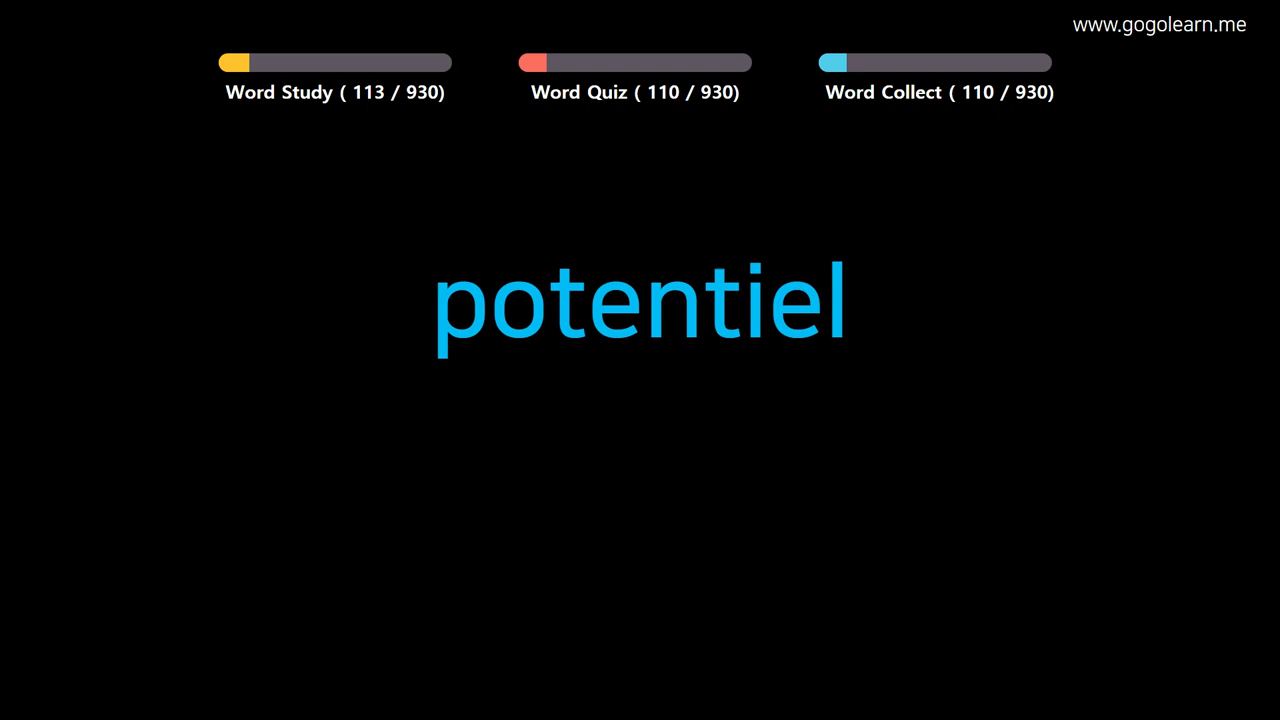 www.gogolearn.me
Word Study ( 113 / 930)
Word Quiz ( 110 / 930)
Word Collect ( 110 / 930)
potentiel